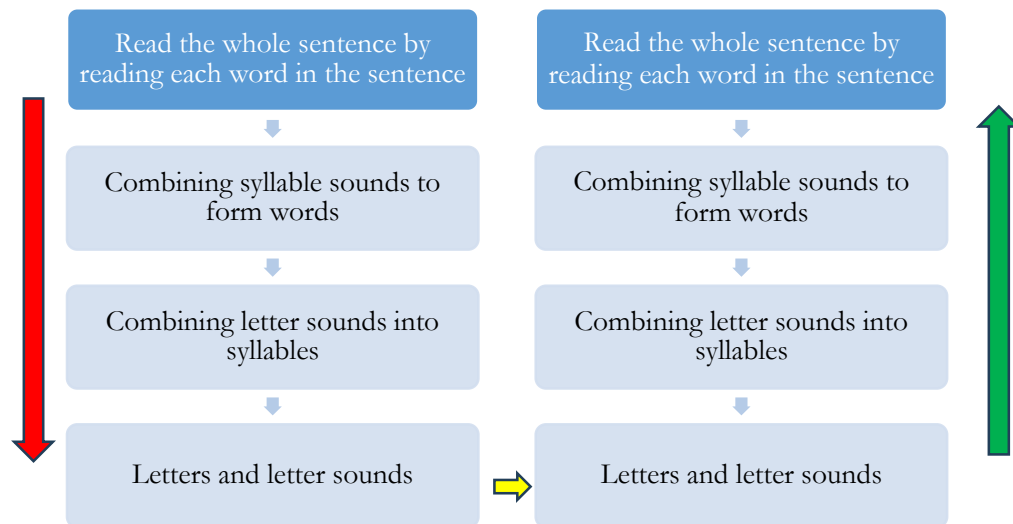 Read the whole sentence by
reading each word in the sentence
Combining syllable sounds to
form words
Combining letter sounds into
syllables
Letters and letter sounds
Read the whole sentence by
reading each word in the sentence
Combining syllable sounds to
form words
Combining letter sounds into
syllables
Letters and letter sounds